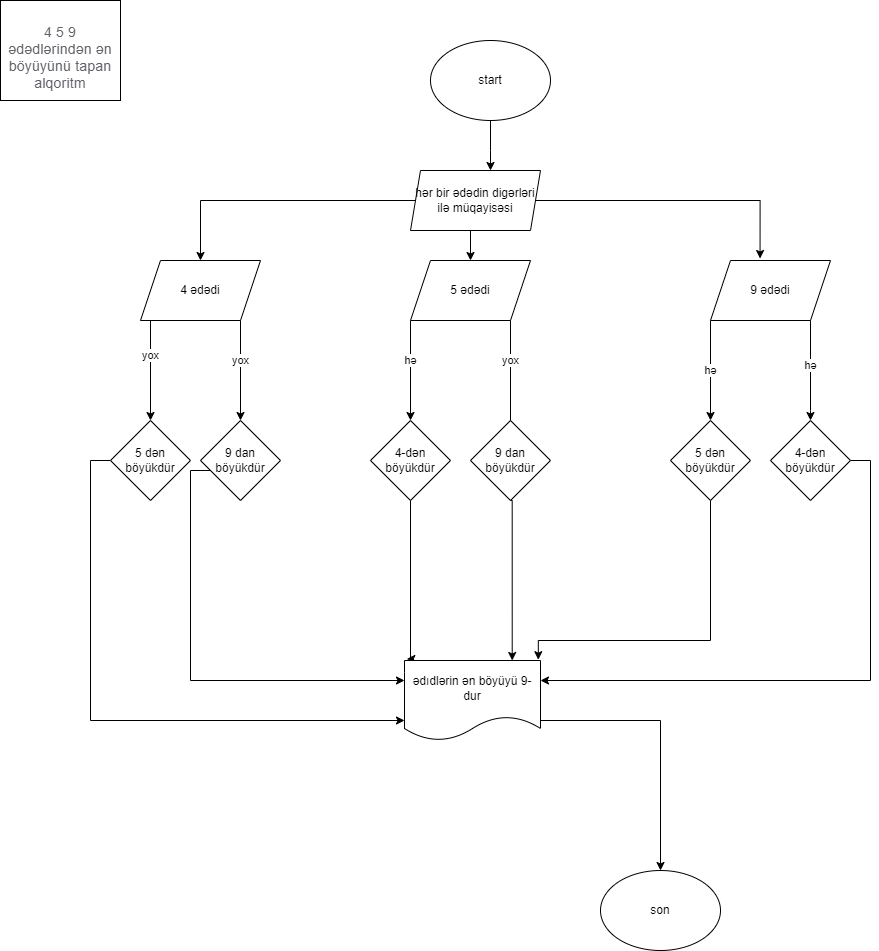 4 5 9
ədədlərindən ən
böyüyünü tapan
alqoritm
start
hər bir ədədin digərləri
ilə müqayisəsi
4 ədədi
5 ədədi
9 ədədi
yox
yox
hə
yox
hə
hə
5 dən
böyükdür
9 dan
böyükdür
4-dən
böyükdür
9 dan
böyükdür
5 dən
böyükdür
4-dən
böyükdür
ədıdlərin ən böyüyü 9-
dur
son